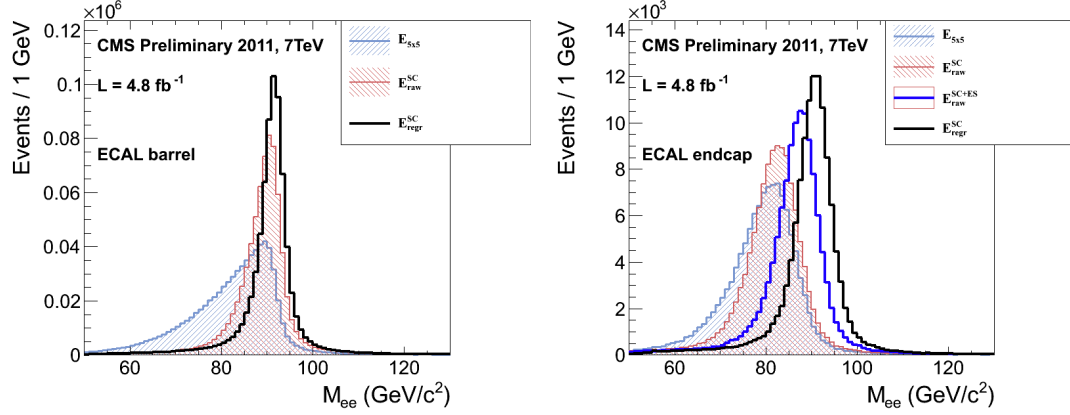 ×10⁶
Events / 1 GeV
0.12
0.1
0.08
0.06
0.04
0.02
0
CMS Preliminary 2011, 7TeV
L = 4.8 fb⁻¹
ECAL barrel
E₅ₓ₅
E^SC_raw
E^SC_regr
60 80 100 120
M_ee (GeV/c²)
×10³
Events / 1 GeV
14
12
10
8
6
4
2
0
CMS Preliminary 2011, 7TeV
L = 4.8 fb⁻¹
ECAL endcap
E₅ₓ₅
E^SC_raw
E^SC+ES_raw
E^SC_regr
60 80 100 120
M_ee (GeV/c²)